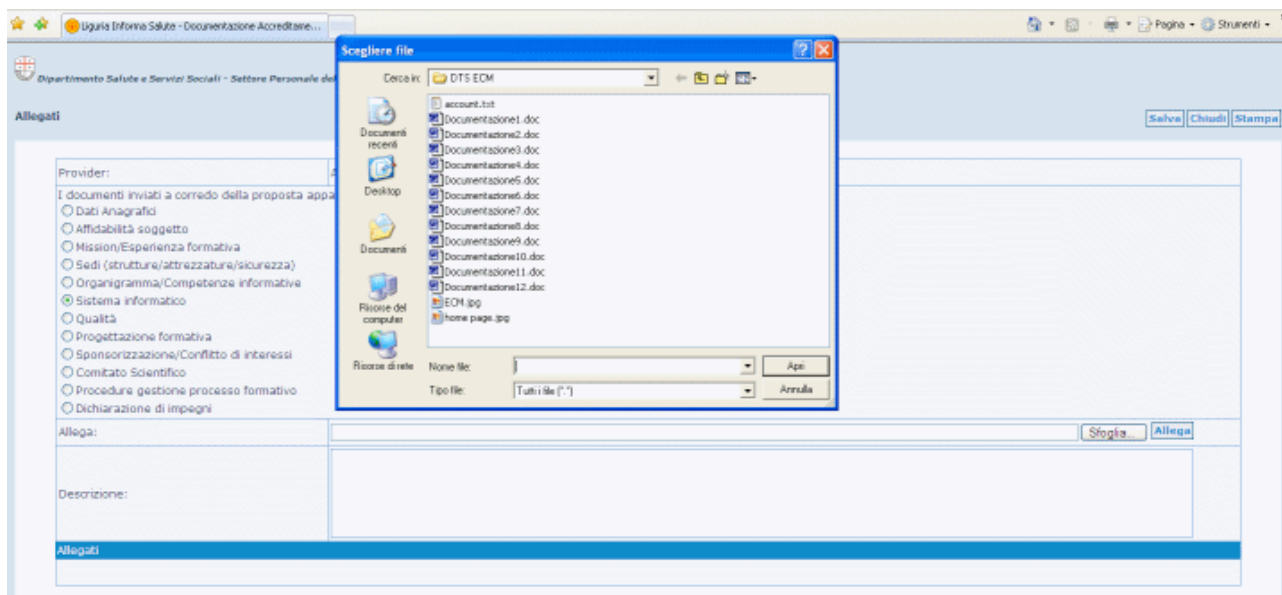 Liguria Informa Salute - Documentazione Accreditame...
Pagina
Strumenti
Dipartimento Salute e Servizi Sociali - Settore Personale del
Allegati
Salva Chiudi Stampa
Scegliere file
Cerca in: DTS ECM
Documenti recenti
Desktop
Documenti
Risorse del computer
Risorse di rete
account.txt
Documentazione1.doc
Documentazione2.doc
Documentazione3.doc
Documentazione4.doc
Documentazione5.doc
Documentazione6.doc
Documentazione7.doc
Documentazione8.doc
Documentazione9.doc
Documentazione10.doc
Documentazione11.doc
Documentazione12.doc
ECM.jpg
home page.jpg
Nome file: Apri
Tipo file: Tutti i file (*.*) Annulla
Provider:
I documenti inviati a corredo della proposta appa
Dati Anagrafici
Affidabilità soggetto
Mission/Esperienza formativa
Sedi (strutture/attrezzature/sicurezza)
Organigramma/Competenze informative
Sistema informatico
Qualità
Progettazione formativa
Sponsorizzazione/Conflitto di interessi
Comitato Scientifico
Procedure gestione processo formativo
Dichiarazione di impegni
Allega: Sfoglia... Allega
Descrizione:
Allegati